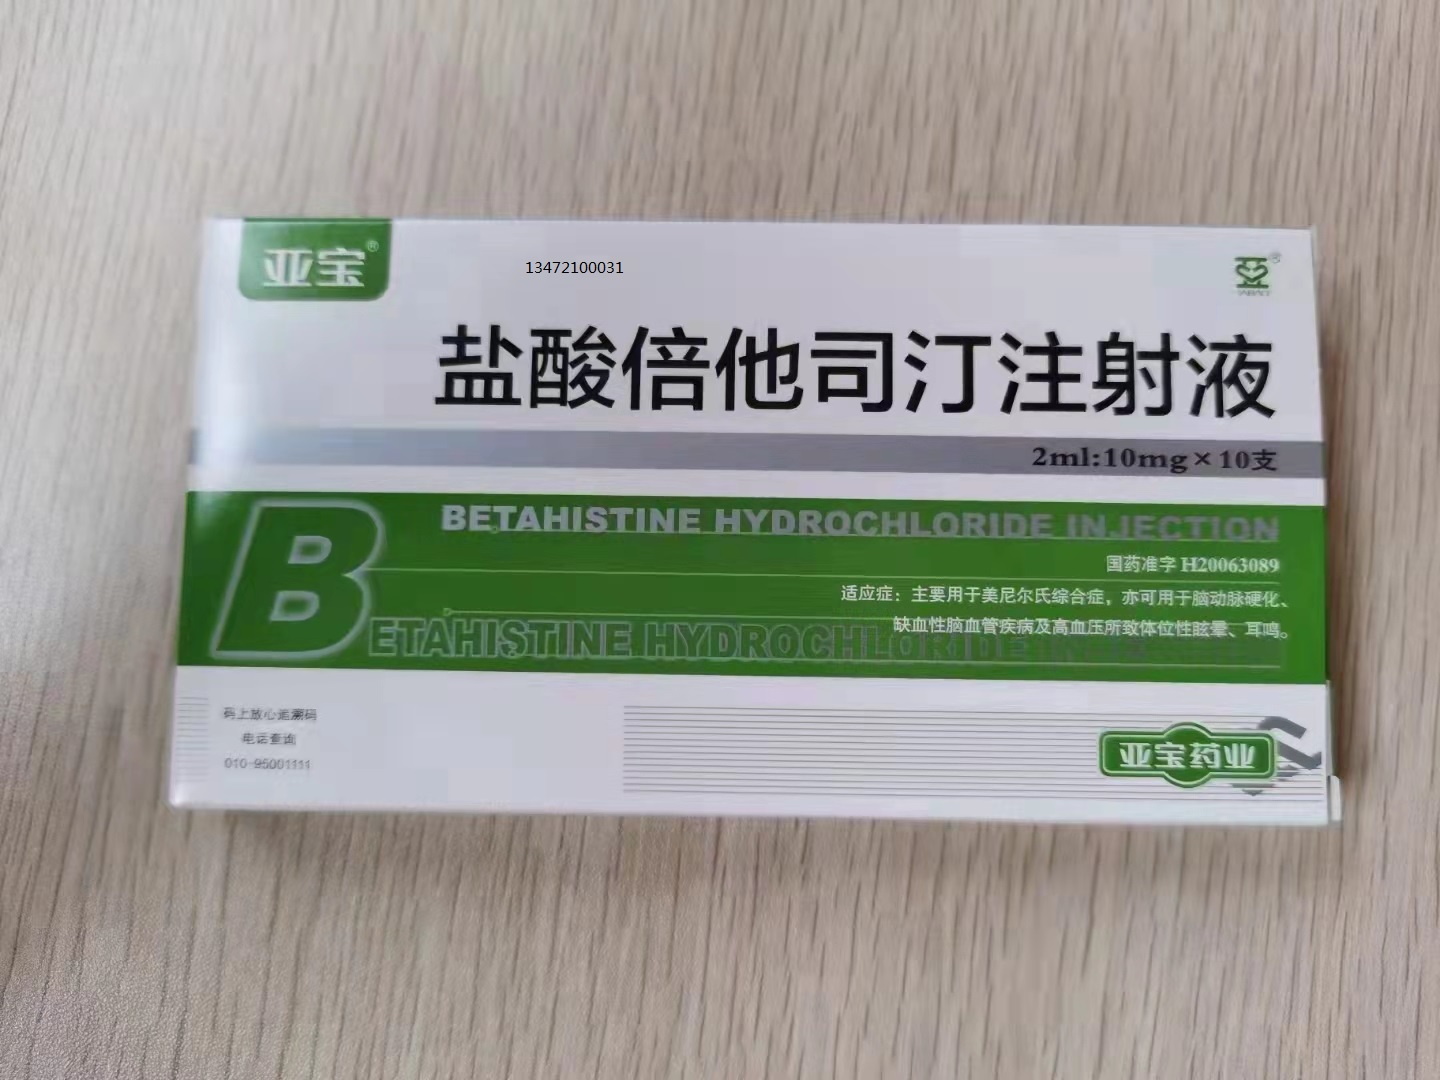 亚宝®
13472100031
盐酸倍他司汀注射液
2ml:10mg×10支
BETAHISTINE HYDROCHLORIDE INJECTION
国药准字 H20063089
适应症：主要用于美尼尔氏综合症，亦可用于脑动脉硬化、
缺血性脑血管疾病及高血压所致体位性眩晕、耳鸣。
BETAHISTINE HYDROCHLORIDE
码上放心追溯码
电话查询
010-95001111
亚宝药业